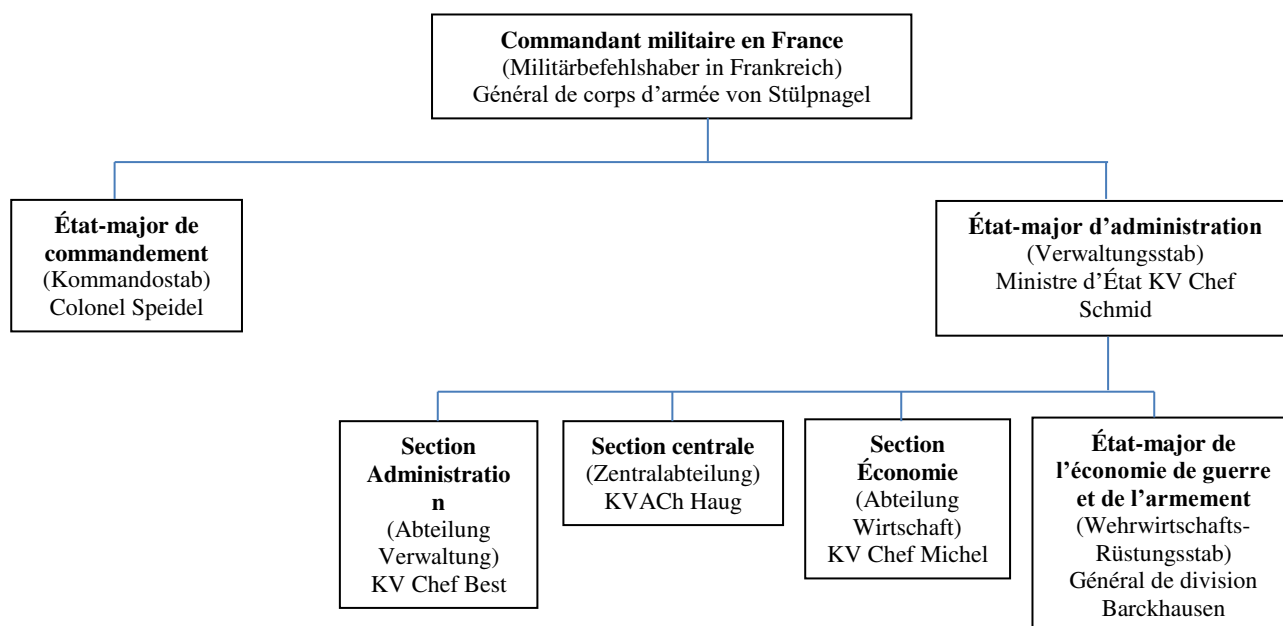 Commandant militaire en France
(Militärbefehlshaber in Frankreich)
Général de corps d’armée von Stülpnagel
État-major de
commandement
(Kommandostab)
Colonel Speidel
État-major d’administration
(Verwaltungsstab)
Ministre d’État KV Chef
Schmid
Section
Administratio
n
(Abteilung
Verwaltung)
KV Chef Best
Section centrale
(Zentralabteilung)
KVACh Haug
Section
Économie
(Abteilung
Wirtschaft)
KV Chef Michel
État-major de
l’économie de guerre
et de l’armement
(Wehrwirtschafts-
Rüstungsstab)
Général de division
Barckhausen